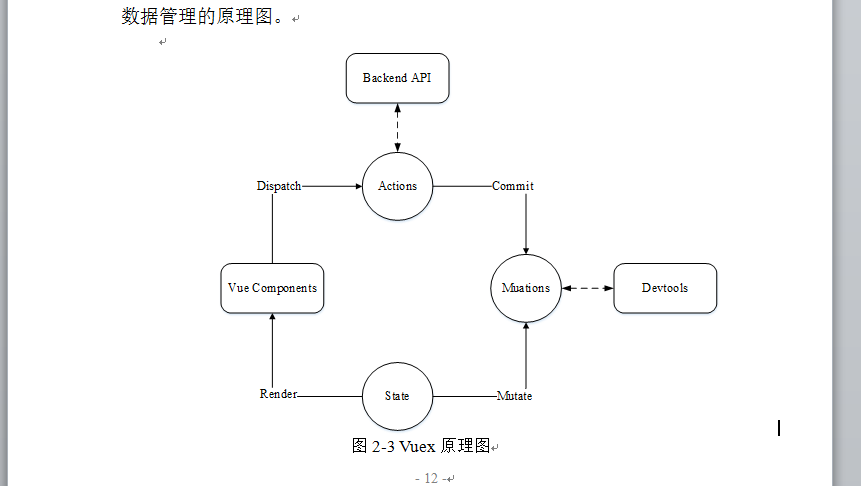 数据管理的原理图。
Backend API
Dispatch
Actions
Commit
Vue Components
Muations
Devtools
Render
State
Mutate
图 2-3 Vuex 原理图
- 12 -